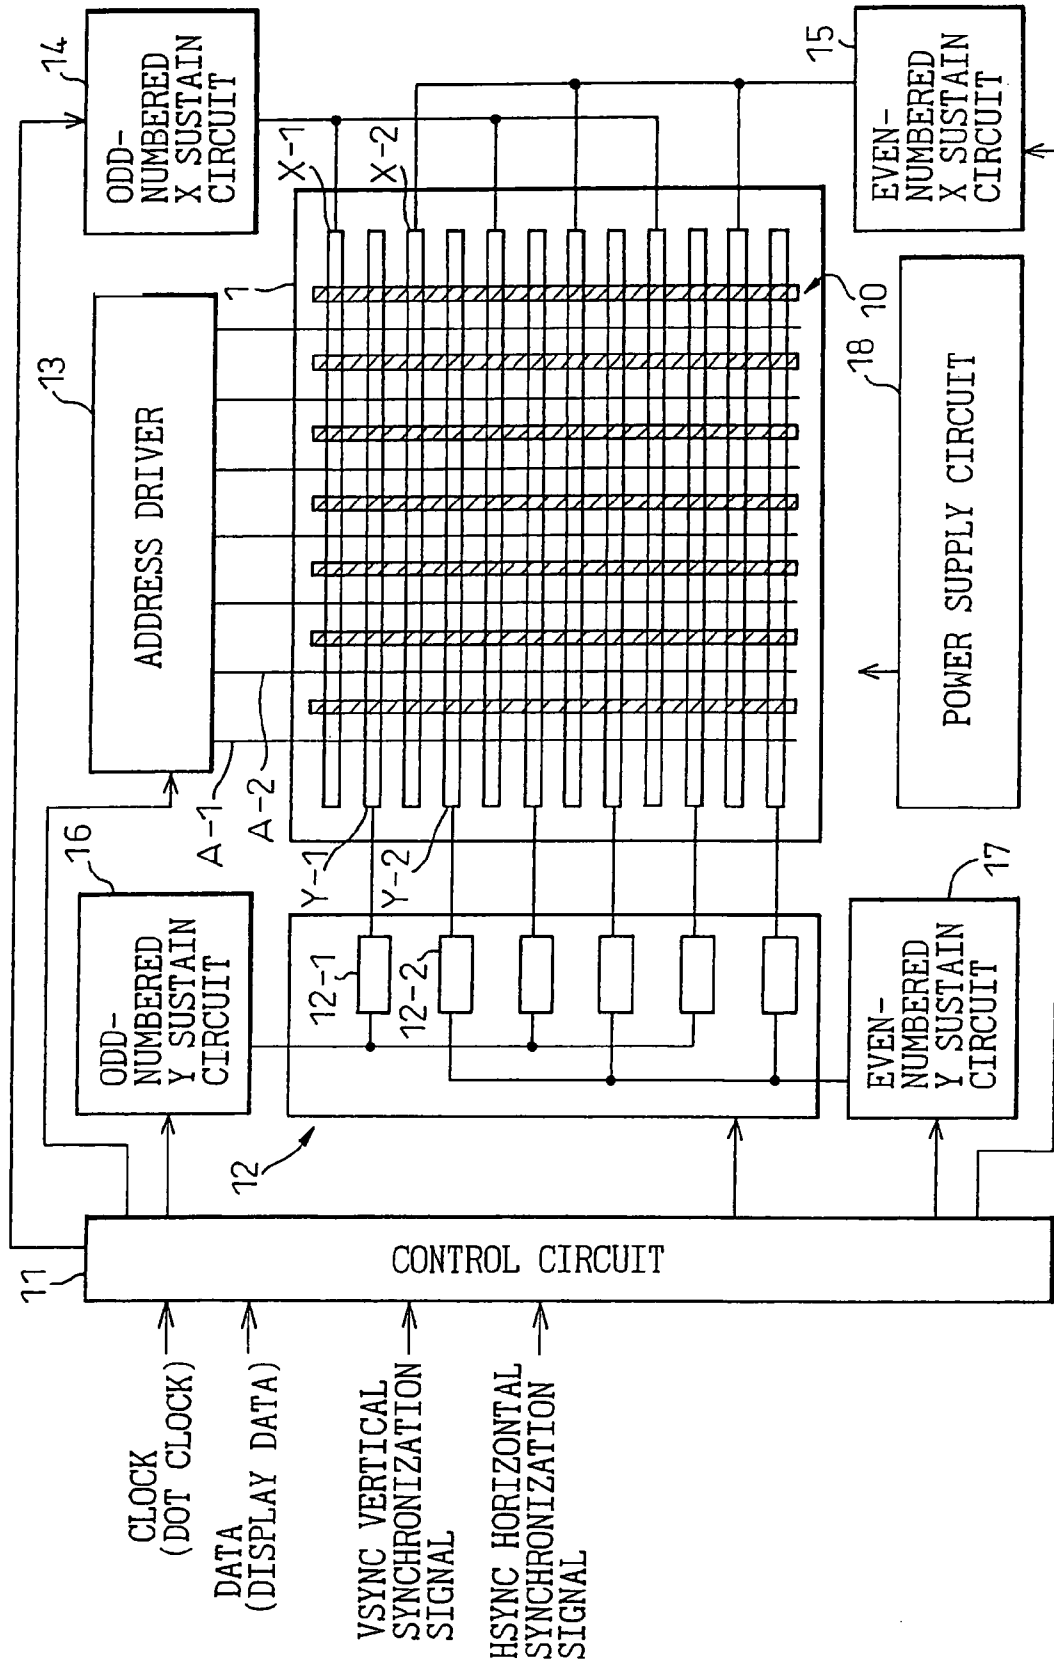 CLOCK
(DOT CLOCK)
DATA
(DISPLAY DATA)
VSYNC VERTICAL
SYNCHRONIZATION
SIGNAL
HSYNC HORIZONTAL
SYNCHRONIZATION
SIGNAL
11
CONTROL CIRCUIT
16
ODD-
NUMBERED
Y SUSTAIN
CIRCUIT
12
12-1
12-2
EVEN-
NUMBERED
Y SUSTAIN
CIRCUIT
17
13
ADDRESS DRIVER
A-1
A-2
Y-1
Y-2
1
10
18
POWER SUPPLY CIRCUIT
14
ODD-
NUMBERED
X SUSTAIN
CIRCUIT
X-1
X-2
15
EVEN-
NUMBERED
X SUSTAIN
CIRCUIT